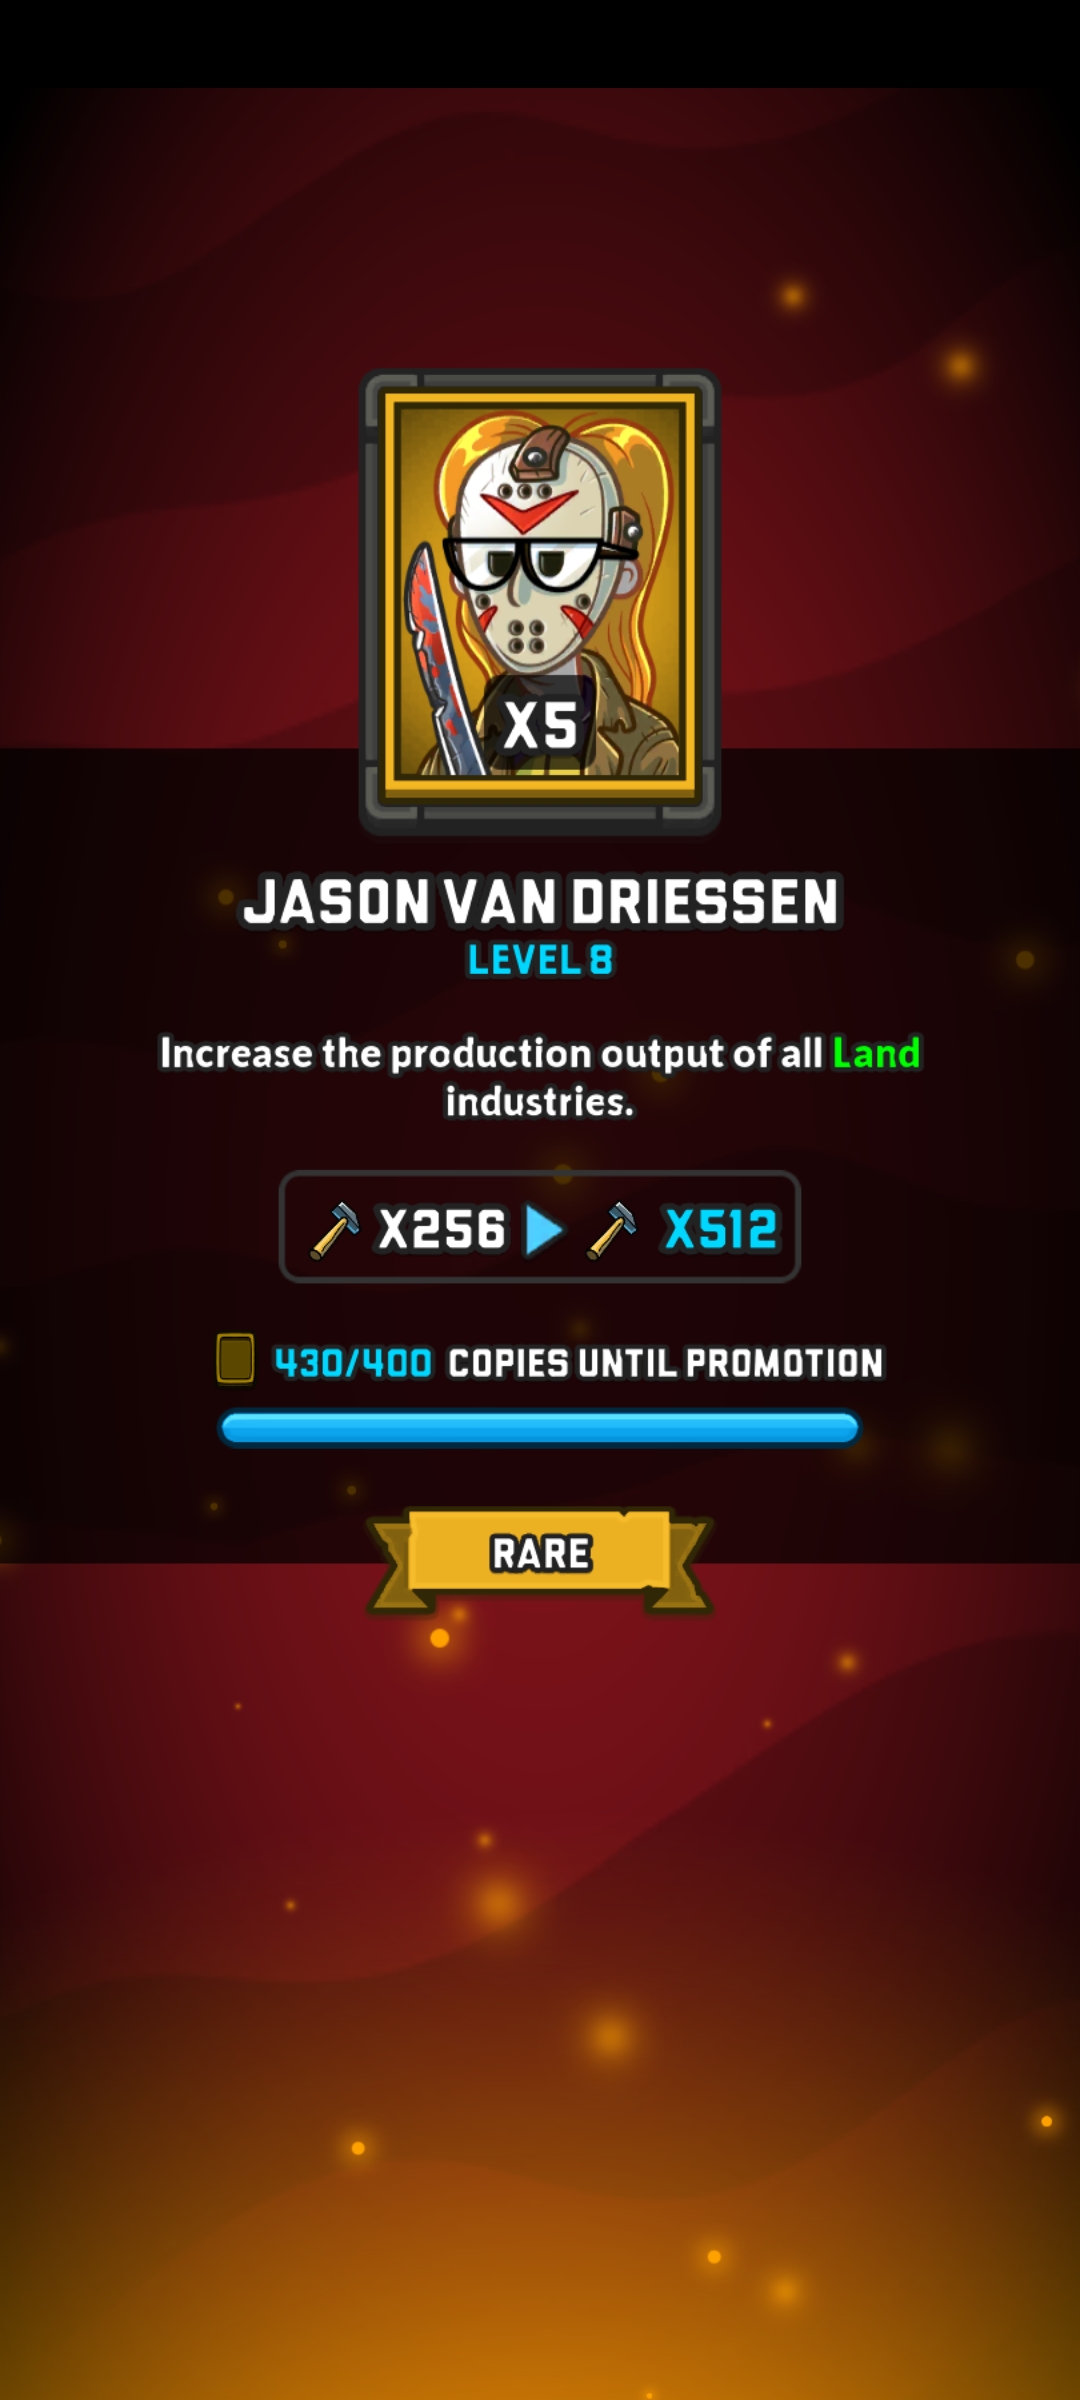 X5
JASON VAN DRIESSEN
LEVEL 8
Increase the production output of all Land
industries.
X256 X512
430/400 COPIES UNTIL PROMOTION
RARE